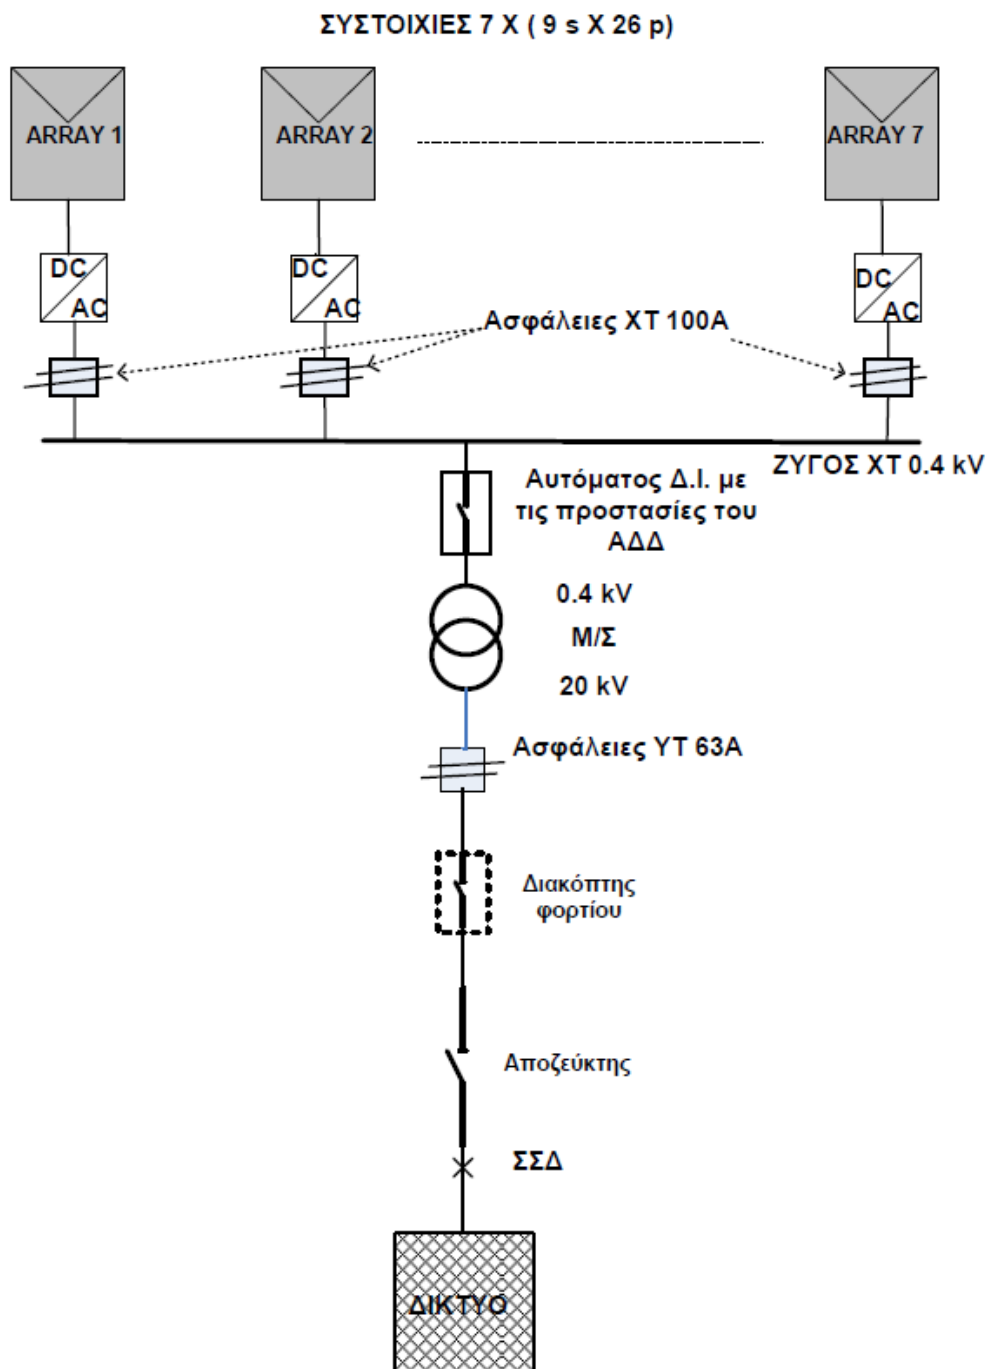 ΣΥΣΤΟΙΧΙΕΣ 7 X ( 9 s X 26 p)
ARRAY 1
ARRAY 2
ARRAY 7
DC
AC
DC
AC
DC
AC
Ασφάλειες ΧΤ 100Α
ΖΥΓΟΣ ΧΤ 0.4 kV
Αυτόματος Δ.Ι. με
τις προστασίες του
ΑΔΔ
0.4 kV
Μ/Σ
20 kV
Ασφάλειες ΥΤ 63Α
Διακόπτης
φορτίου
Αποζεύκτης
ΣΣΔ
ΔΙΚΤΥΟ